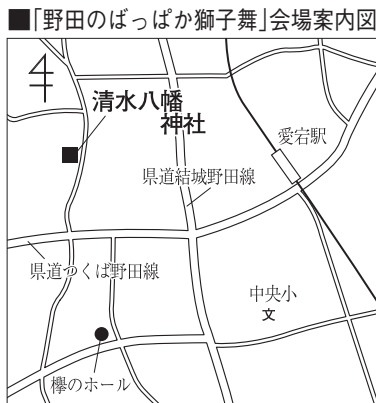 ■「野田のばっぱか獅子舞」会場案内図
清水八幡
神社
愛宕駅
県道結城野田線
県道つくば野田線
中央小
文
欅のホール